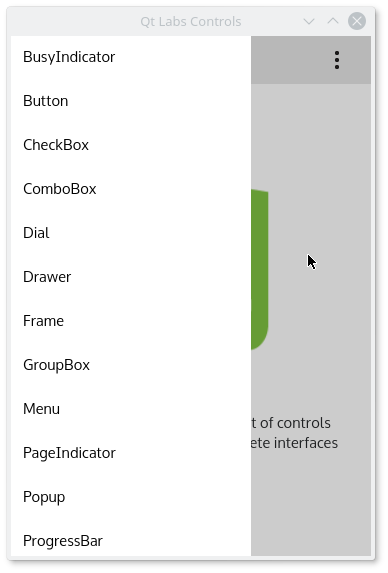 Qt Labs Controls
BusyIndicator
Button
CheckBox
ComboBox
Dial
Drawer
Frame
GroupBox
Menu
PageIndicator
Popup
ProgressBar
t of controls
ete interfaces